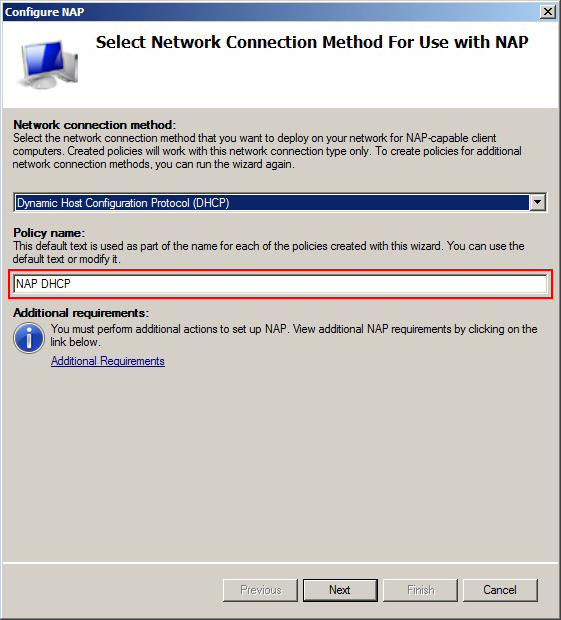 Configure NAP
Select Network Connection Method For Use with NAP
Network connection method:
Select the network connection method that you want to deploy on your network for NAP-capable client
computers. Created policies will work with this network connection type only. To create policies for additional
network connection methods, you can run the wizard again.
Dynamic Host Configuration Protocol (DHCP)
Policy name:
This default text is used as part of the name for each of the policies created with this wizard. You can use the
default text or modify it.
NAP DHCP
Additional requirements:
You must perform additional actions to set up NAP. View additional NAP requirements by clicking on the
link below.
Additional Requirements
Previous
Next
Finish
Cancel